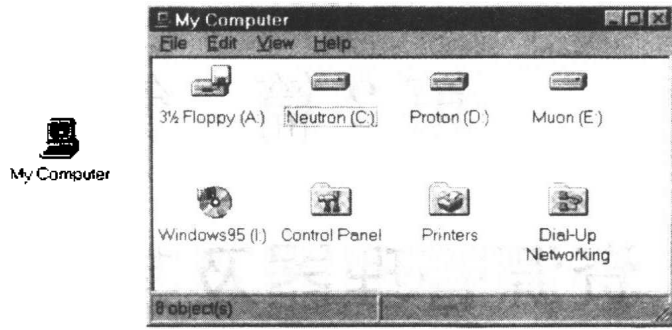 My Computer
File Edit View Help
3½ Floppy (A:) Neutron (C:) Proton (D:) Muon (E:)
My Computer
Windows95 (I:) Control Panel Printers Dial-Up Networking
8 object(s)